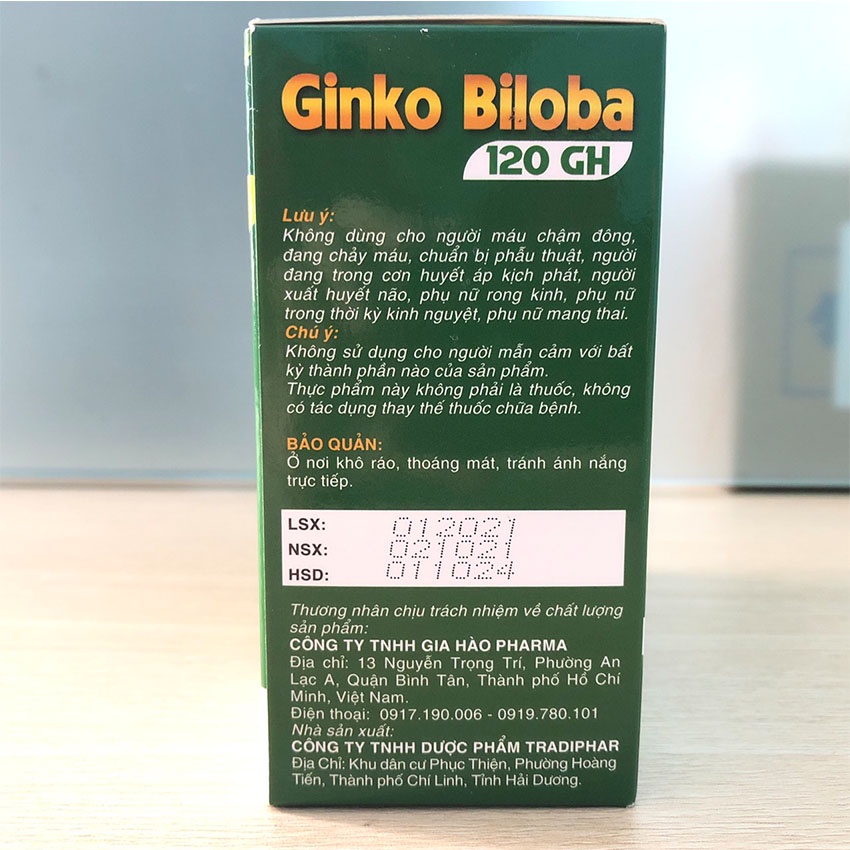 Ginko Biloba
120 GH
Lưu ý:
Không dùng cho người máu chậm đông,
đang chảy máu, chuẩn bị phẫu thuật, người
đang trong cơn huyết áp kịch phát, người
xuất huyết não, phụ nữ rong kinh, phụ nữ
trong thời kỳ kinh nguyệt, phụ nữ mang thai.
Chú ý:
Không sử dụng cho người mẫn cảm với bất
kỳ thành phần nào của sản phẩm.
Thực phẩm này không phải là thuốc, không
có tác dụng thay thế thuốc chữa bệnh.
BẢO QUẢN:
Ở nơi khô ráo, thoáng mát, tránh ánh nắng
trực tiếp.
LSX: 012021
NSX: 021021
HSD: 011024
Thương nhân chịu trách nhiệm về chất lượng
sản phẩm:
CÔNG TY TNHH GIA HÀO PHARMA
Địa chỉ: 13 Nguyễn Trọng Trí, Phường An
Lạc A, Quận Bình Tân, Thành phố Hồ Chí
Minh, Việt Nam.
Điện thoại: 0917.190.006 - 0919.780.101
Nhà sản xuất:
CÔNG TY TNHH DƯỢC PHẨM TRADIPHAR
Địa Chỉ: Khu dân cư Phục Thiện, Phường Hoàng
Tiến, Thành phố Chí Linh, Tỉnh Hải Dương.